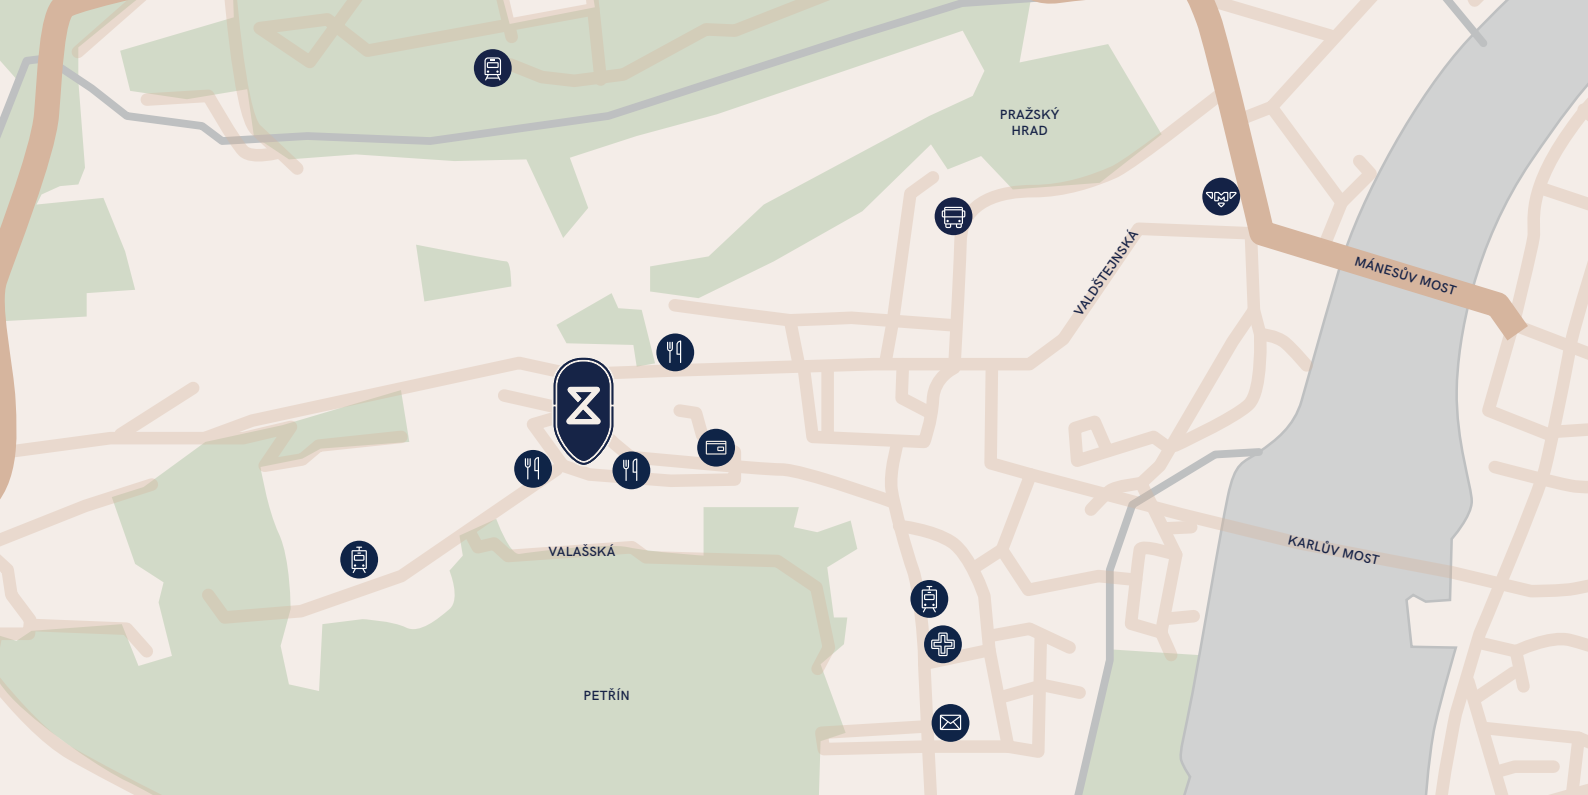 PRAŽSKÝ
HRAD
VALDŠTEJNSKÁ
MÁNESŮV MOST
KARLŮV MOST
VALAŠSKÁ
PETŘÍN